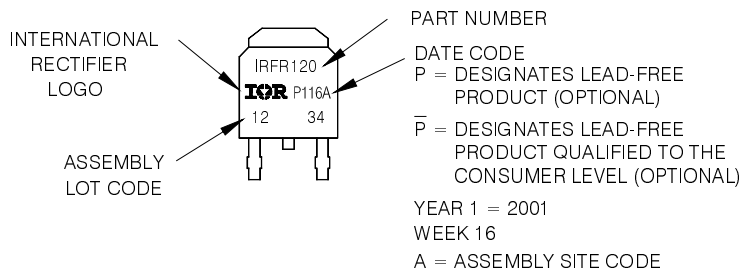 INTERNATIONAL
RECTIFIER
LOGO
ASSEMBLY
LOT CODE
IRFR120
IOR P116A
12 34
PART NUMBER
DATE CODE
P = DESIGNATES LEAD-FREE
PRODUCT (OPTIONAL)
P̅ = DESIGNATES LEAD-FREE
PRODUCT QUALIFIED TO THE
CONSUMER LEVEL (OPTIONAL)
YEAR 1 = 2001
WEEK 16
A = ASSEMBLY SITE CODE